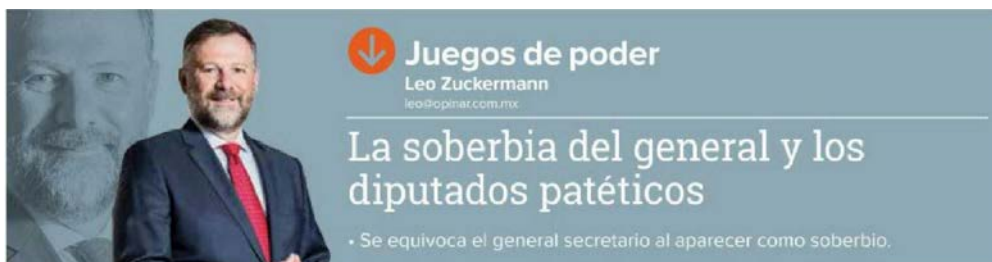 Juegos de poder
Leo Zuckermann
leo@opinar.com.mx
La soberbia del general y los
diputados patéticos
• Se equivoca el general secretario al aparecer como soberbio.